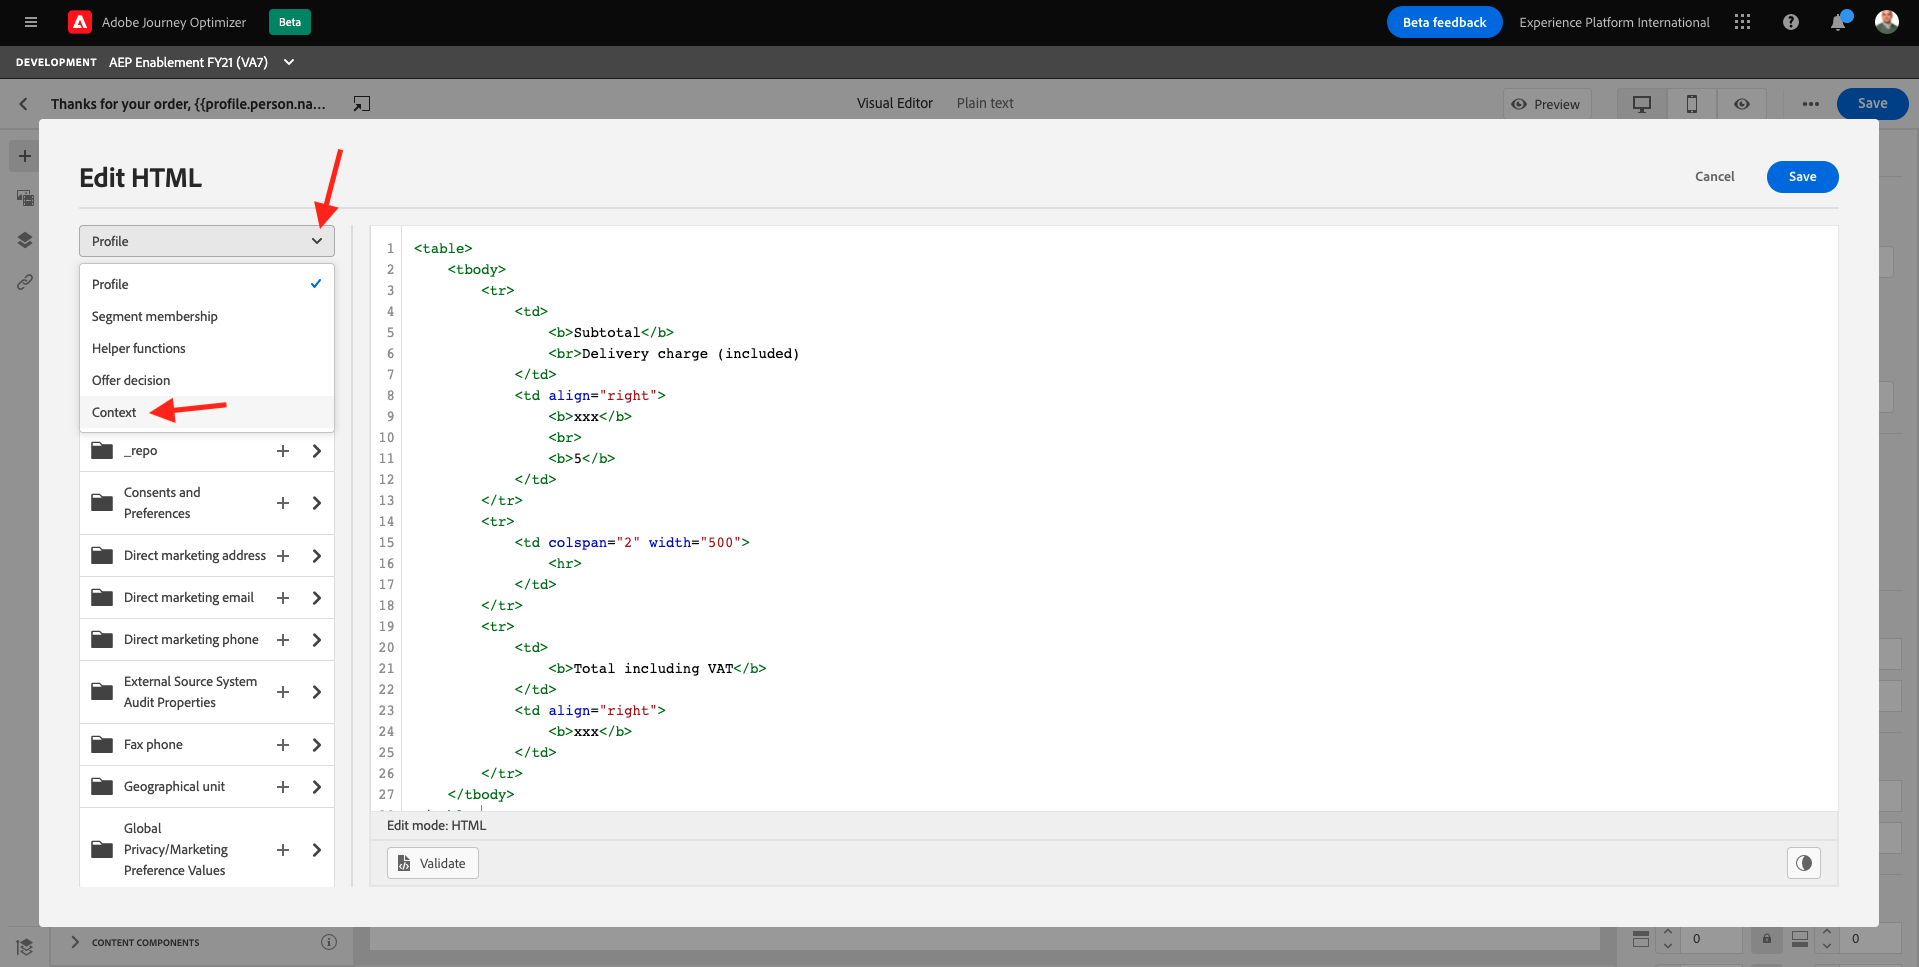 Adobe Journey Optimizer
Beta
Beta feedback
Experience Platform International
DEVELOPMENT
AEP Enablement FY21 (VA7)
Thanks for your order, {{profile.person.na...
Visual Editor
Plain text
Preview
Save
Edit HTML
Cancel
Save
Profile
Profile
Segment membership
Helper functions
Offer decision
Context
_repo
Consents and
Preferences
Direct marketing address
Direct marketing email
Direct marketing phone
External Source System
Audit Properties
Fax phone
Geographical unit
Global
Privacy/Marketing
Preference Values
1 <table>
2 <tbody>
3 <tr>
4 <td>
5 <b>Subtotal</b>
6 <br>Delivery charge (included)
7 </td>
8 <td align="right">
9 <b>xxx</b>
10 <br>
11 <b>5</b>
12 </td>
13 </tr>
14 <tr>
15 <td colspan="2" width="500">
16 <hr>
17 </td>
18 </tr>
19 <tr>
20 <td>
21 <b>Total including VAT</b>
22 </td>
23 <td align="right">
24 <b>xxx</b>
25 </td>
26 </tr>
27 </tbody>
Edit mode: HTML
Validate
CONTENT COMPONENTS
0
0